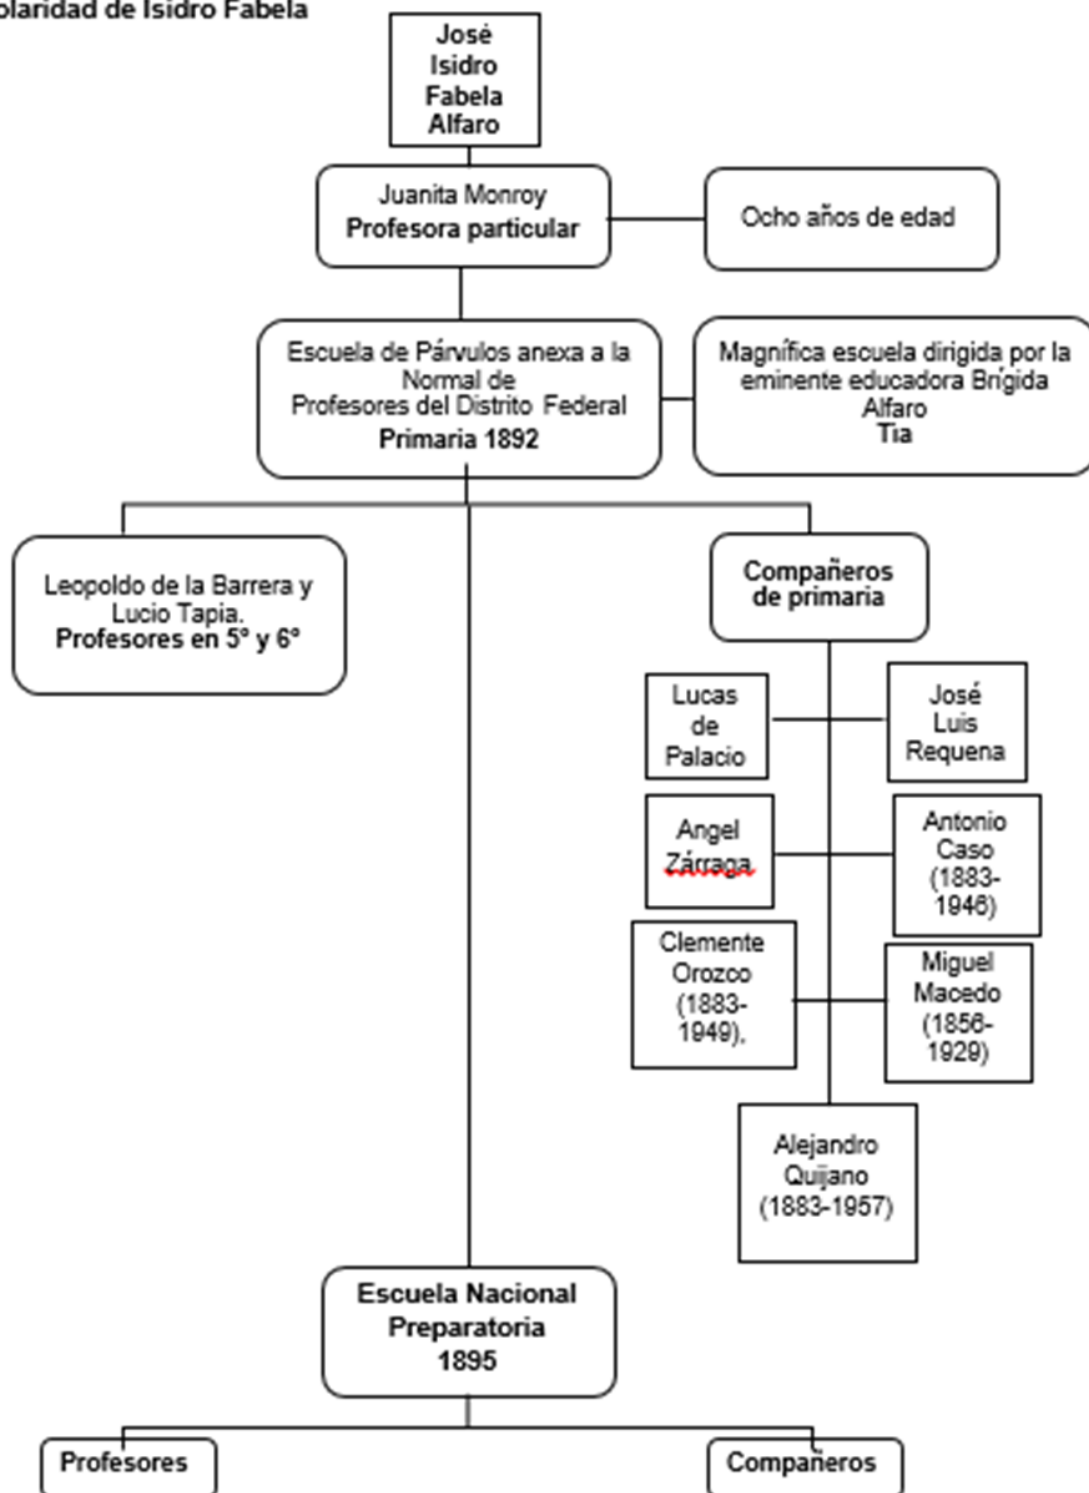 olaridad de Isidro Fabela
José
Isidro
Fabela
Alfaro
Juanita Monroy
Profesora particular
Ocho años de edad
Escuela de Párvulos anexa a la
Normal de
Profesores del Distrito Federal
Primaria 1892
Magnífica escuela dirigida por la
eminente educadora Brígida
Alfaro
Tía
Leopoldo de la Barrera y
Lucio Tapia.
Profesores en 5° y 6°
Compañeros
de primaria
Lucas
de
Palacio
José
Luis
Requena
Angel
Zárraga
Antonio
Caso
(1883-
1946)
Clemente
Orozco
(1883-
1949),
Miguel
Macedo
(1856-
1929)
Alejandro
Quijano
(1883-1957)
Escuela Nacional
Preparatoria
1895
Profesores
Compañeros